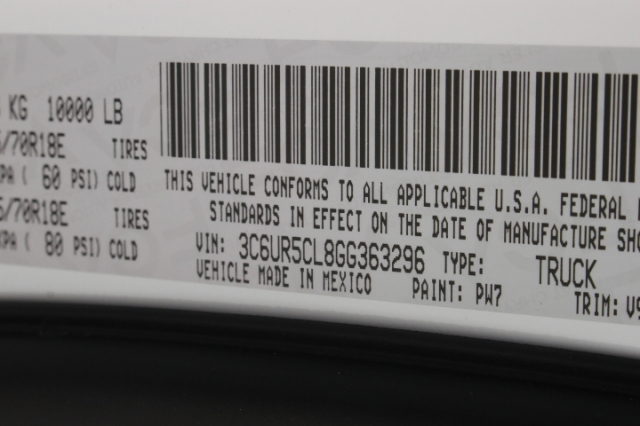 KG 10000 LB
/70R18E TIRES
PA ( 60 PSI) COLD
/70R18E TIRES
KPA ( 80 PSI) COLD
THIS VEHICLE CONFORMS TO ALL APPLICABLE U.S.A. FEDERAL
STANDARDS IN EFFECT ON THE DATE OF MANUFACTURE SHO
VIN: 3C6UR5CL8GG363296 TYPE: TRUCK
VEHICLE MADE IN MEXICO PAINT: PW7 TRIM: V9